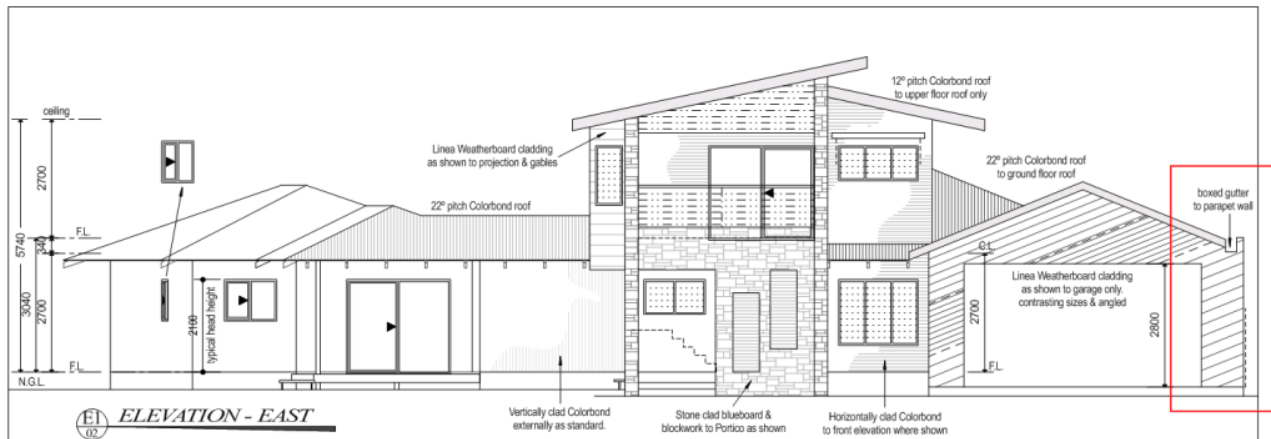 ceiling
12º pitch Colorbond roof
to upper floor roof only
Linea Weatherboard cladding
as shown to projection & gables
22º pitch Colorbond roof
to ground floor roof
boxed gutter
to parapet wall
22º pitch Colorbond roof
2700
F.L.
340
5740
3040
2700
2100
typical head height
C.L.
Linea Weatherboard cladding
as shown to garage only.
contrasting sizes & angled
2700
2800
F.L.
F.L.
N.G.L.
E1
02
ELEVATION - EAST
Vertically clad Colorbond
externally as standard.
Stone clad blueboard &
blockwork to Portico as shown
Horizontally clad Colorbond
to front elevation where shown